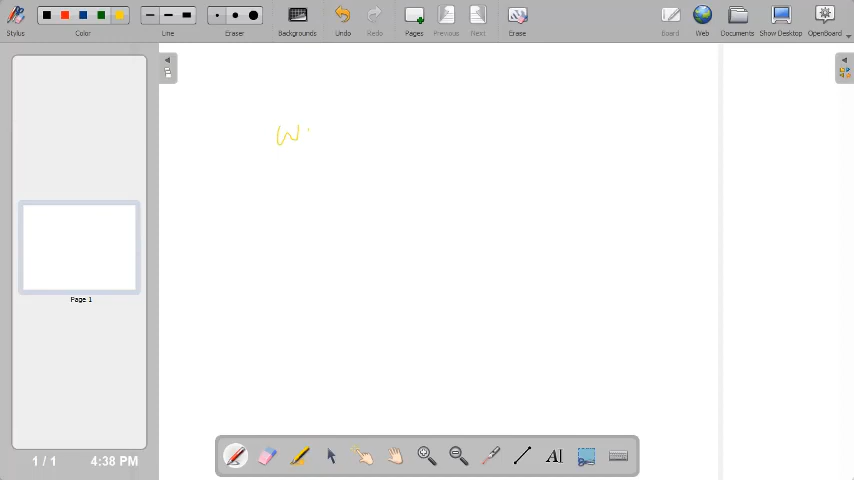 Stylus
Color
Line
Eraser
Backgrounds
Undo
Redo
Pages
Previous
Next
Erase
Board
Web
Documents
Show Desktop
OpenBoard
W
Page 1
1 / 1
4:38 PM
AI